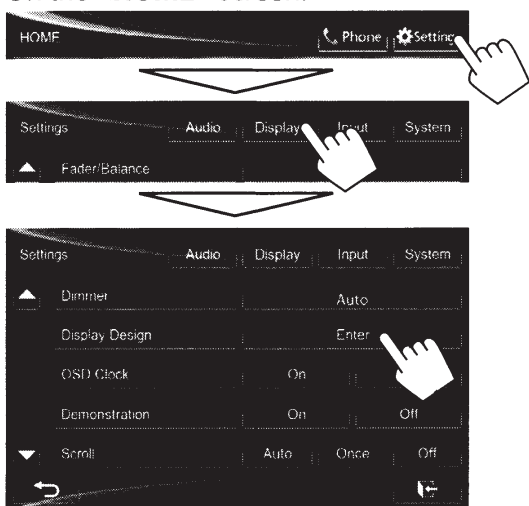 HOME Phone Setting
Settings Audio Display Input System
Fader/Balance
Settings Audio Display Input System
Dimmer Auto
Display Design Enter
OSD Clock On
Demonstration On Off
Scroll Auto Once Off